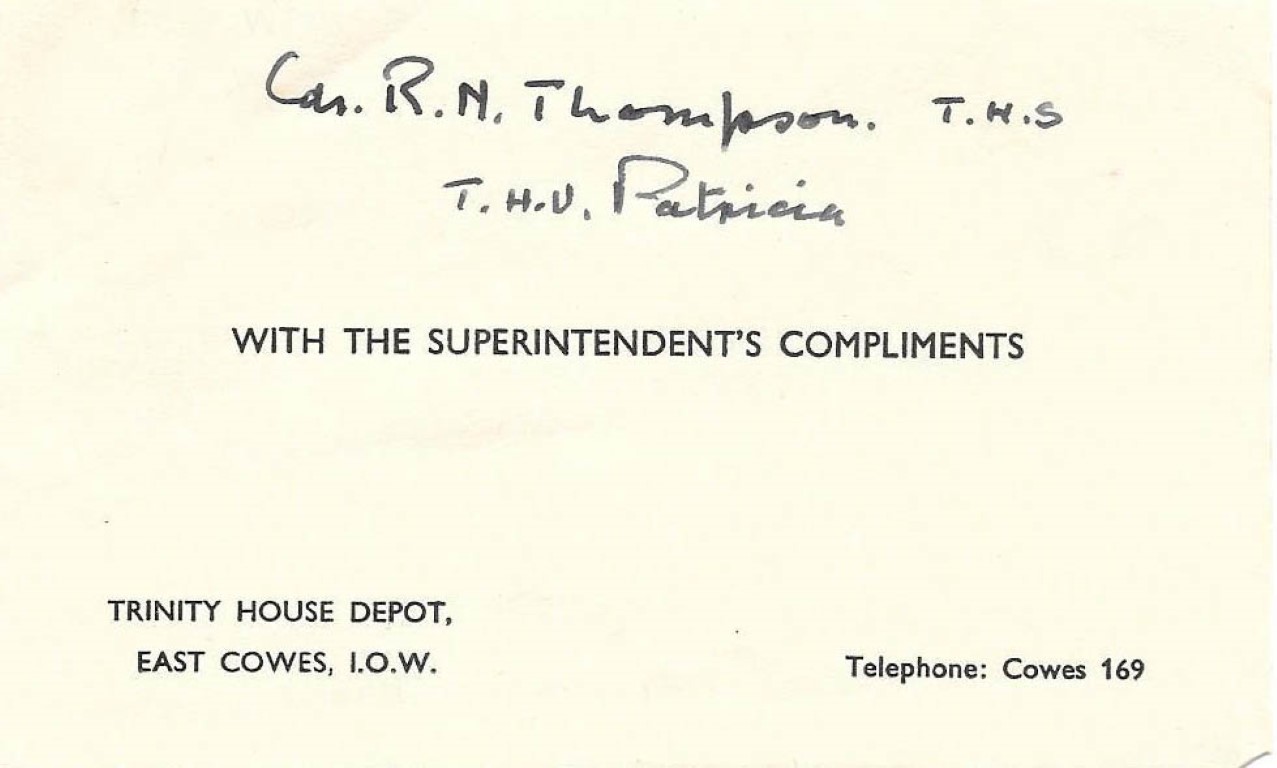 Cdr. R.N. Thompson. T.H.S
T.H.V. Patricia
WITH THE SUPERINTENDENT'S COMPLIMENTS
TRINITY HOUSE DEPOT,
EAST COWES, I.O.W.
Telephone: Cowes 169